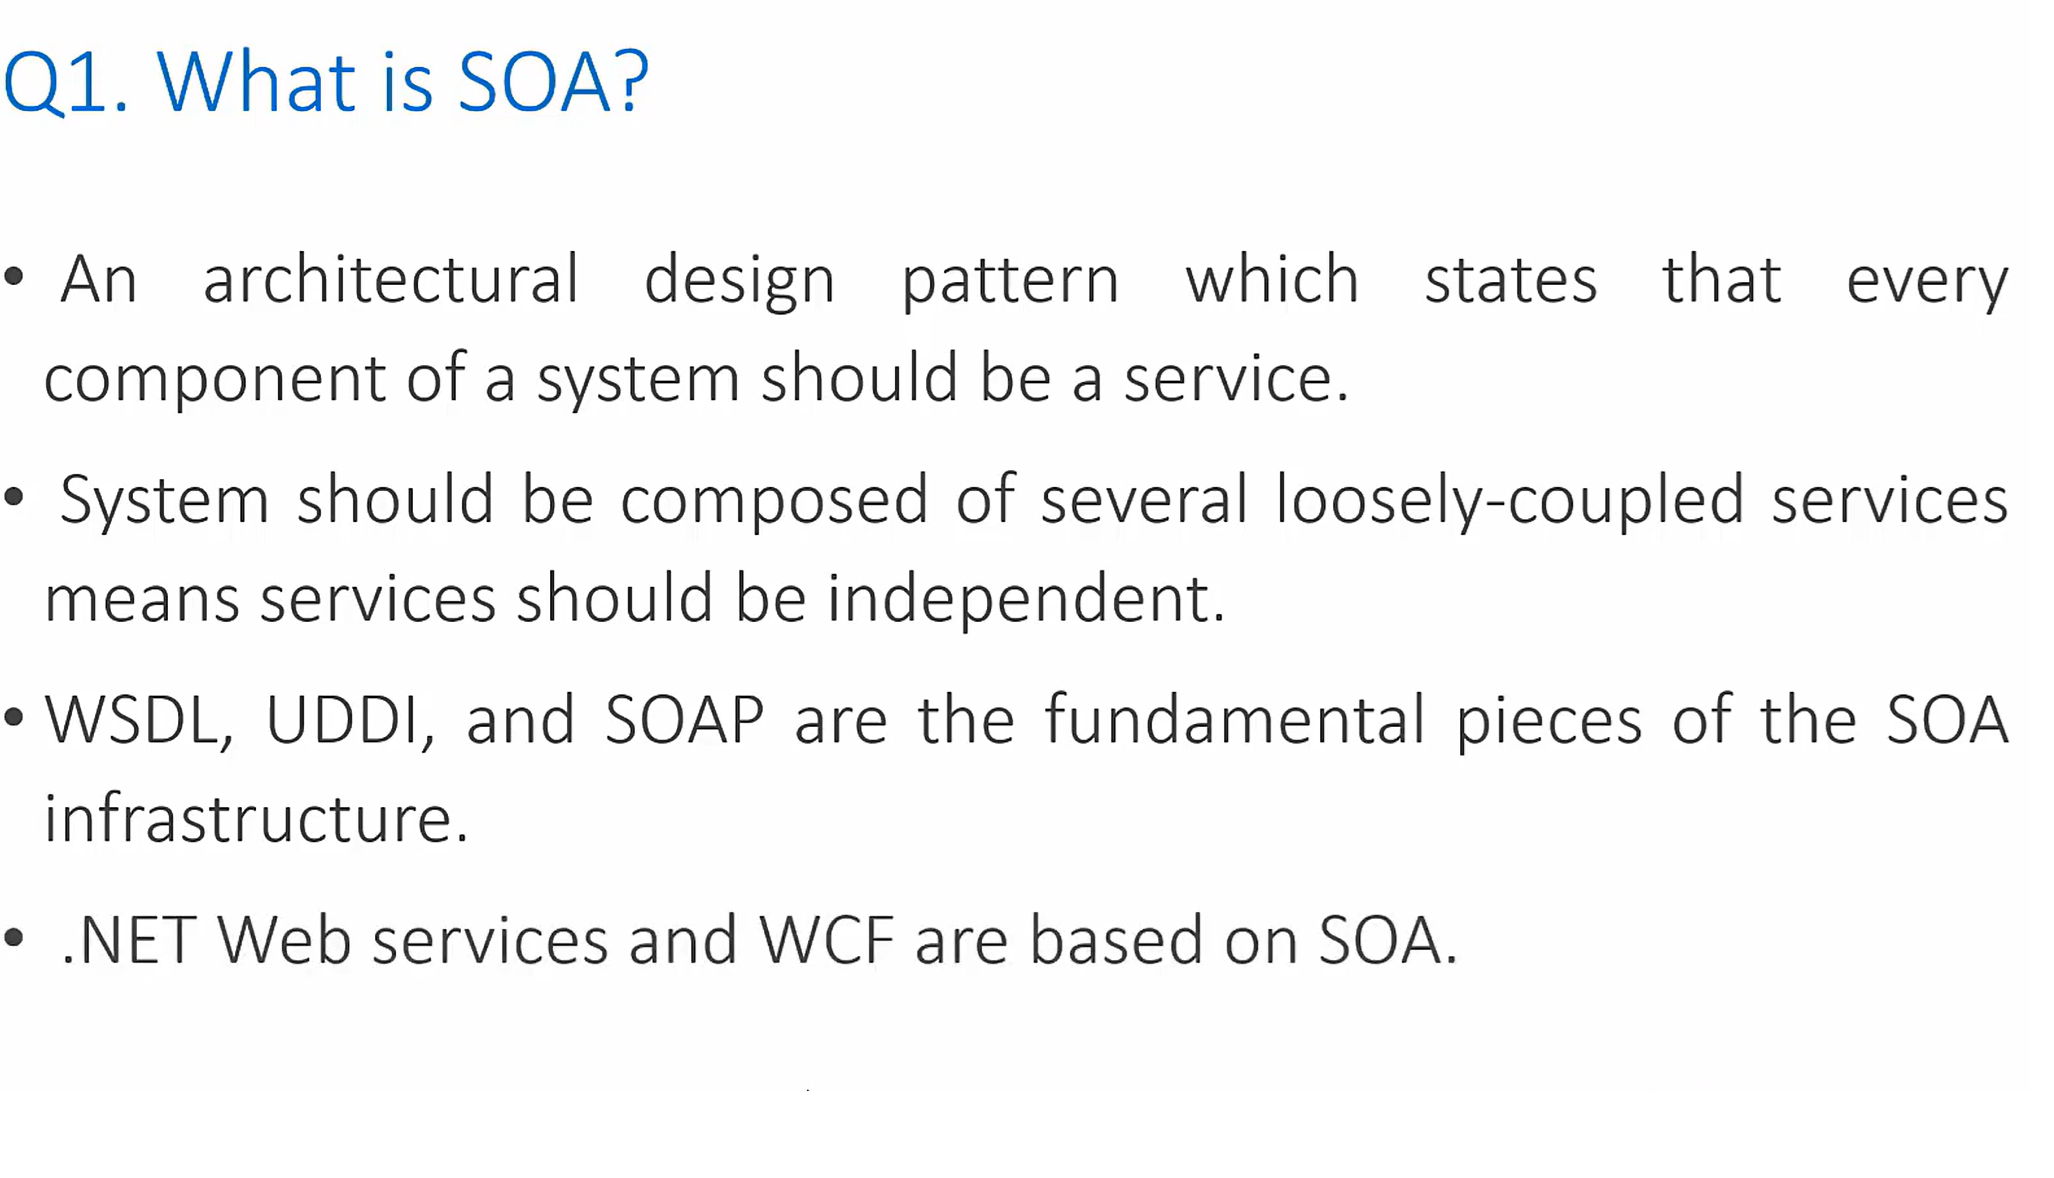 Q1. What is SOA?
• An architectural design pattern which states that every
component of a system should be a service.
• System should be composed of several loosely-coupled services
means services should be independent.
• WSDL, UDDI, and SOAP are the fundamental pieces of the SOA
infrastructure.
• .NET Web services and WCF are based on SOA.